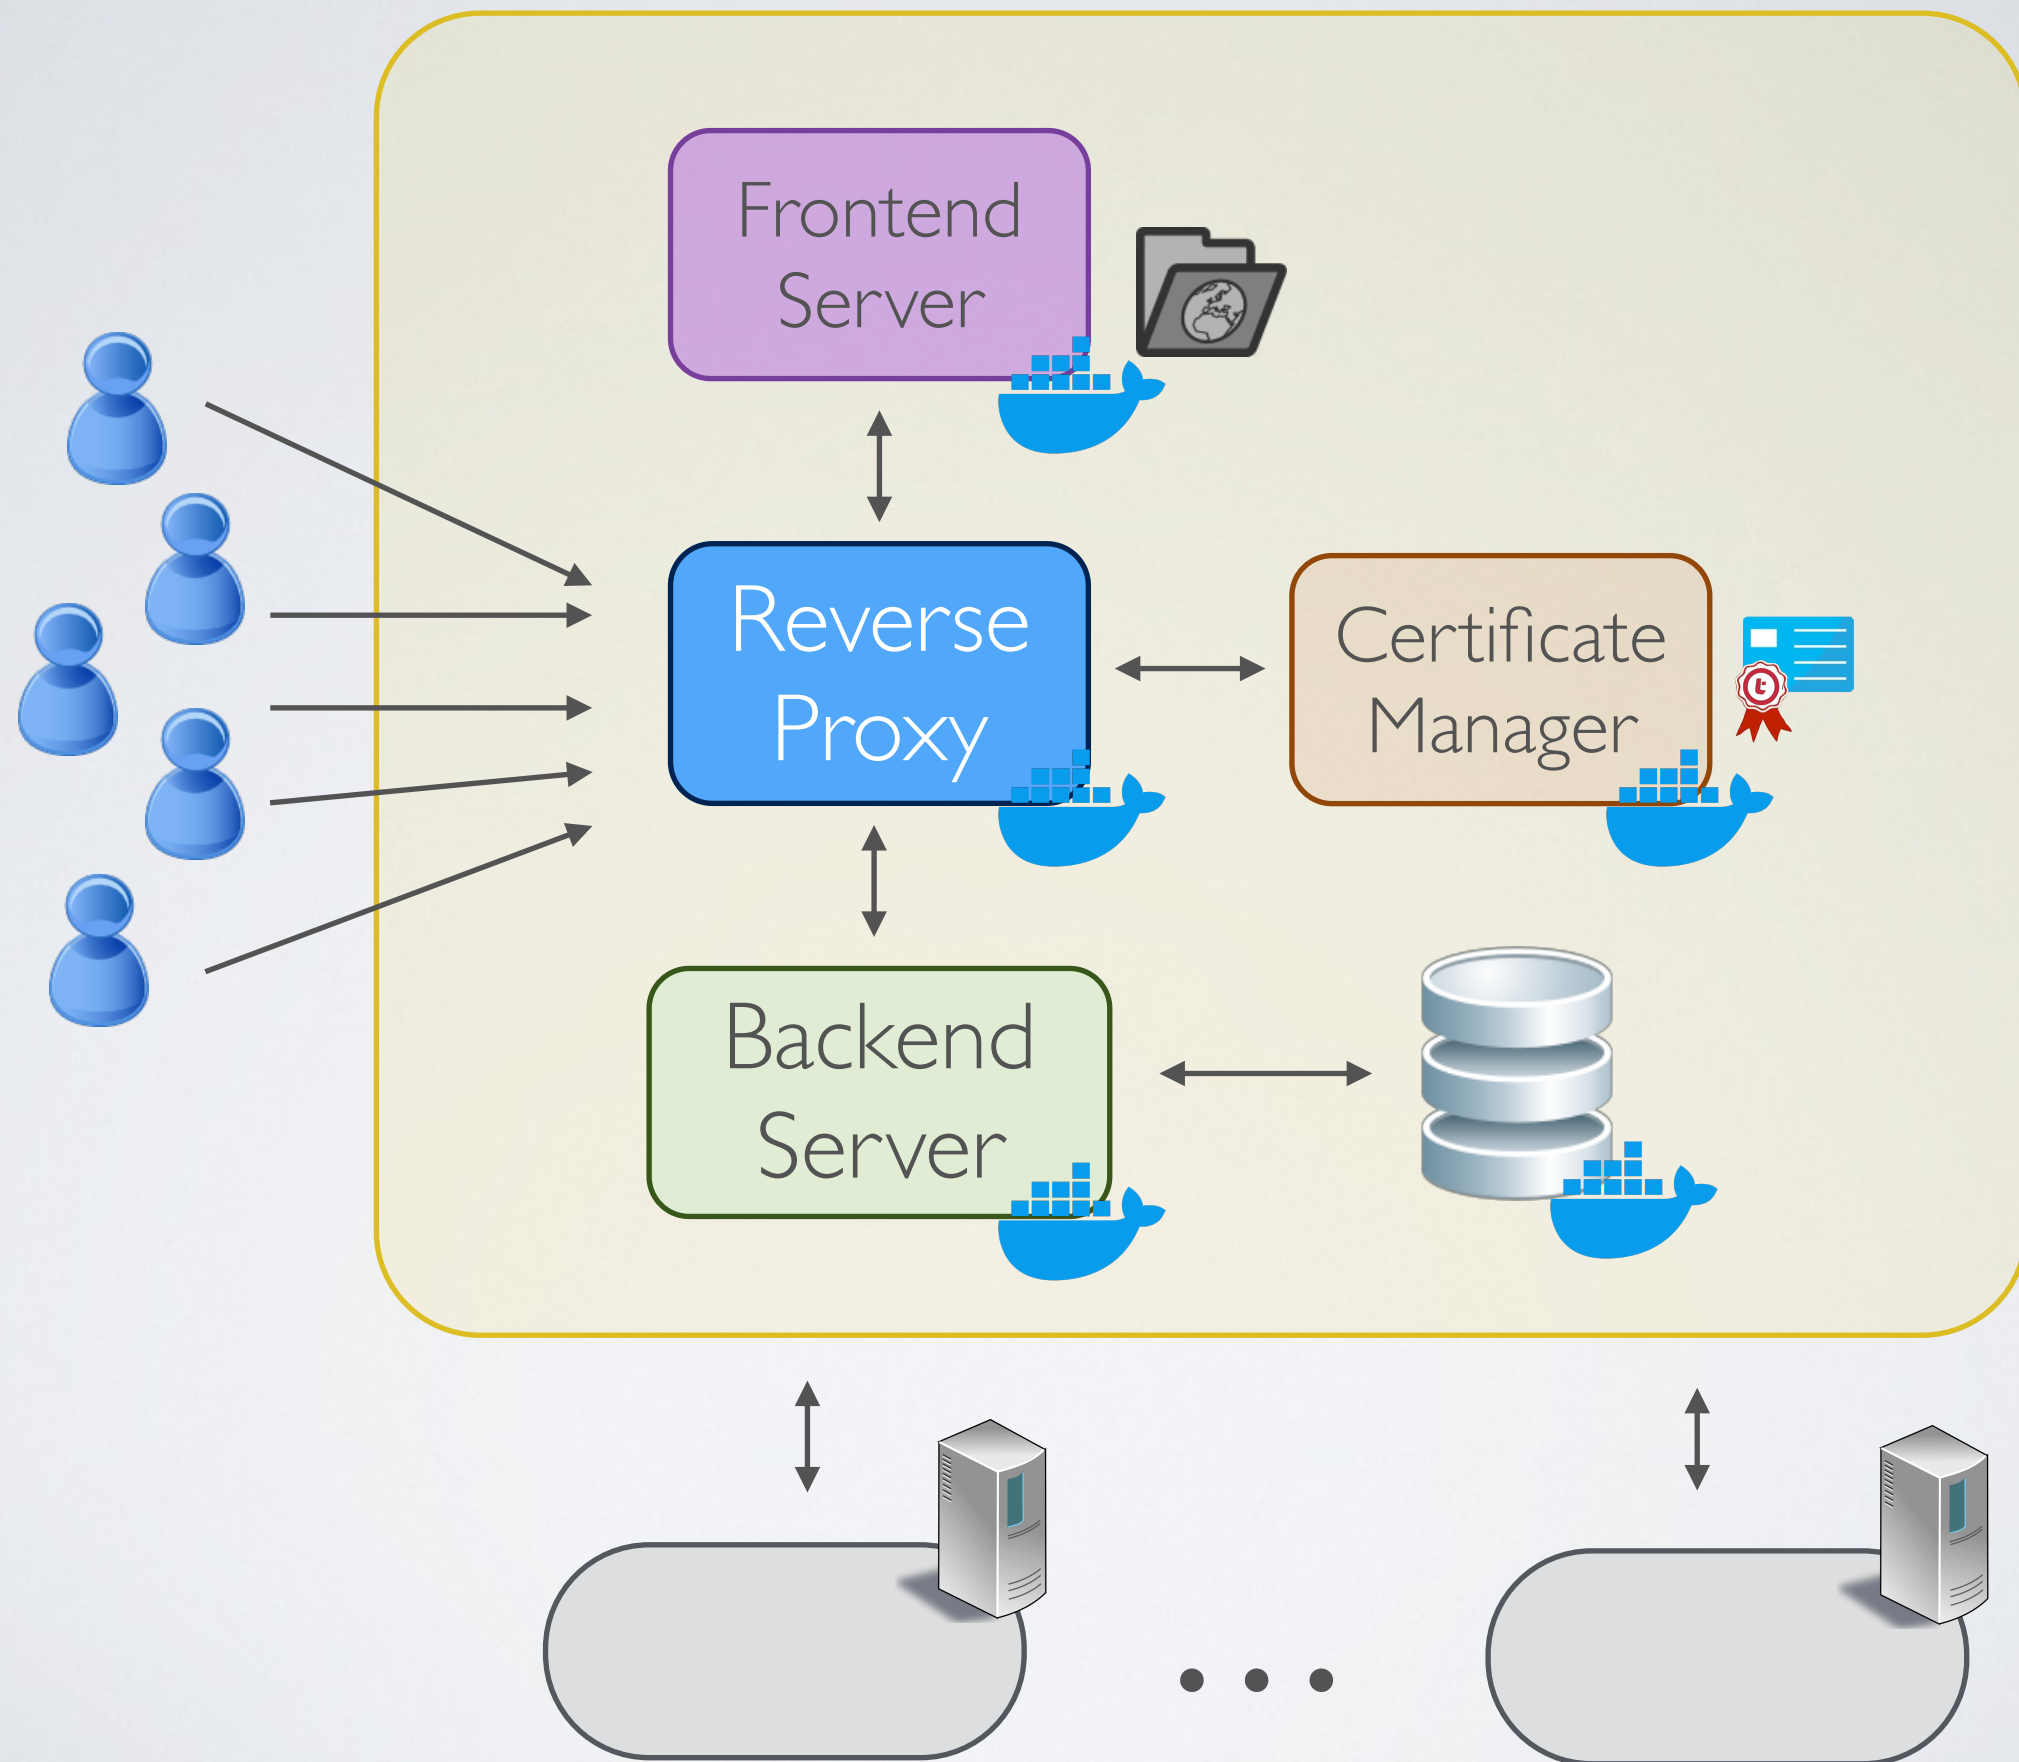 Frontend
Server
Reverse
Proxy
Certificate
Manager
Backend
Server